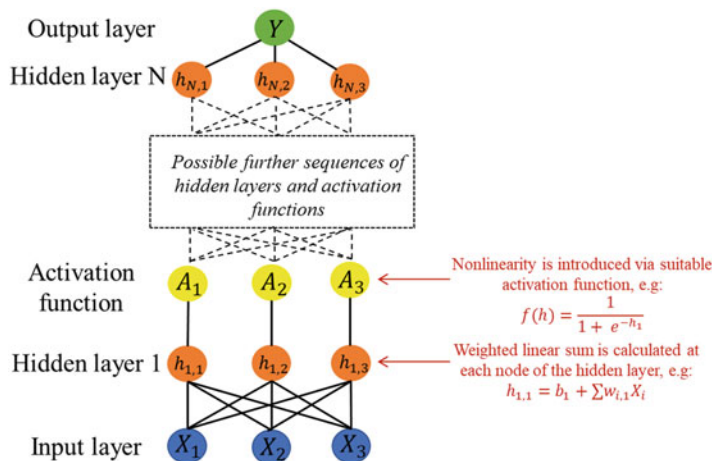 Output layer
Y
Hidden layer N
h_{N,1} h_{N,2} h_{N,3}
Possible further sequences of
hidden layers and activation
functions
Activation
function
A_1 A_2 A_3
Nonlinearity is introduced via suitable
activation function, e.g:
f(h) = \frac{1}{1 + e^{-h_1}}
Hidden layer 1
h_{1,1} h_{1,2} h_{1,3}
Weighted linear sum is calculated at
each node of the hidden layer, e.g:
h_{1,1} = b_1 + ∑w_{i,1}X_i
Input layer
X_1 X_2 X_3